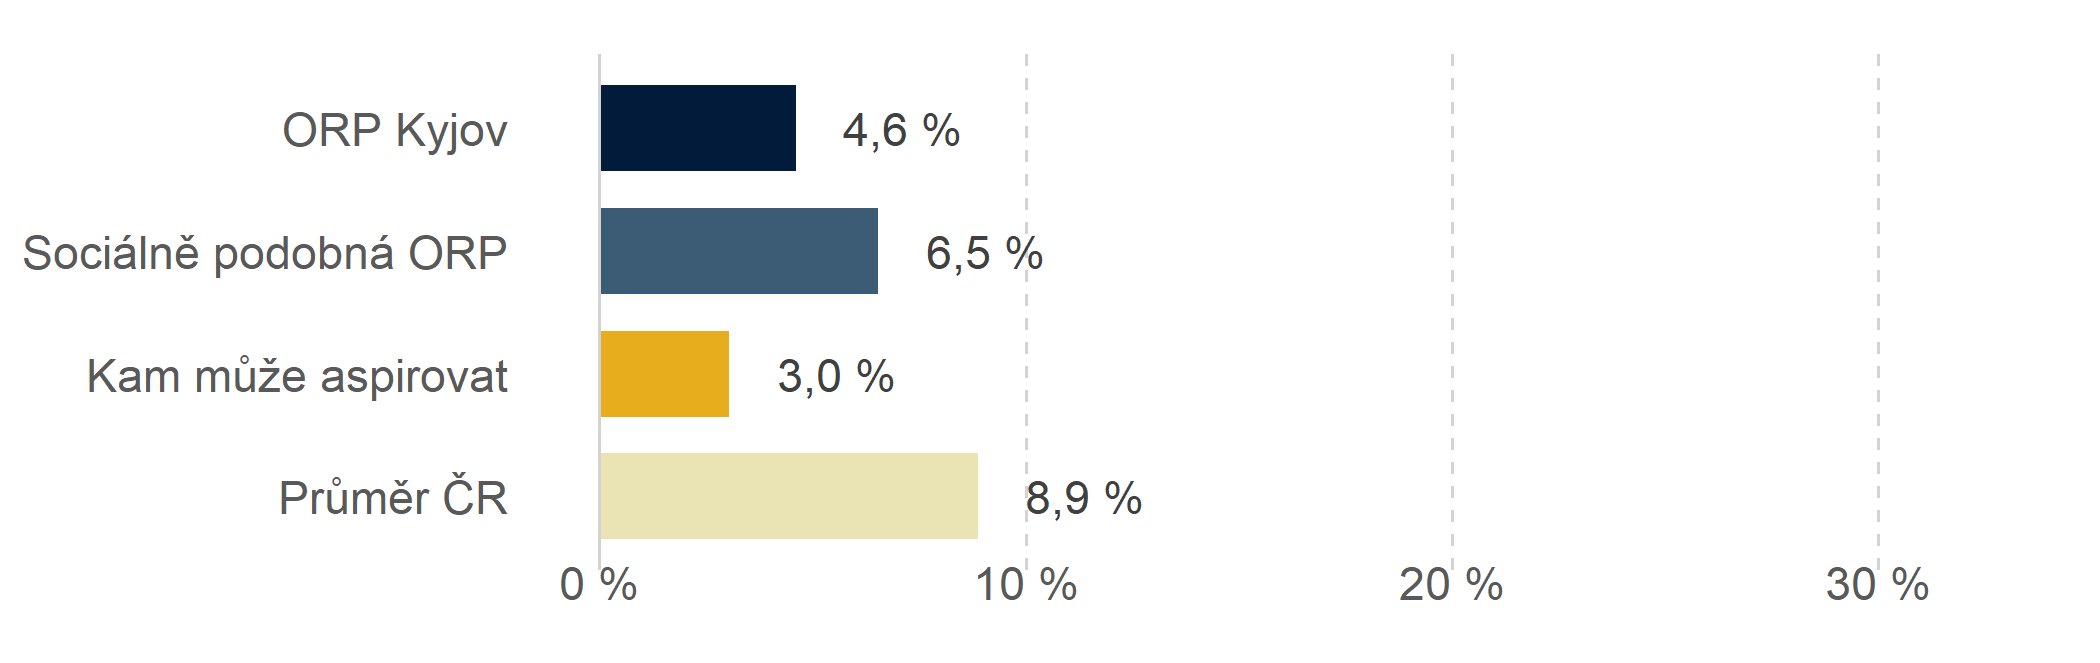 ORP Kyjov 4,6 %
Sociálně podobná ORP 6,5 %
Kam může aspirovat 3,0 %
Průměr ČR 8,9 %
0 % 10 % 20 % 30 %